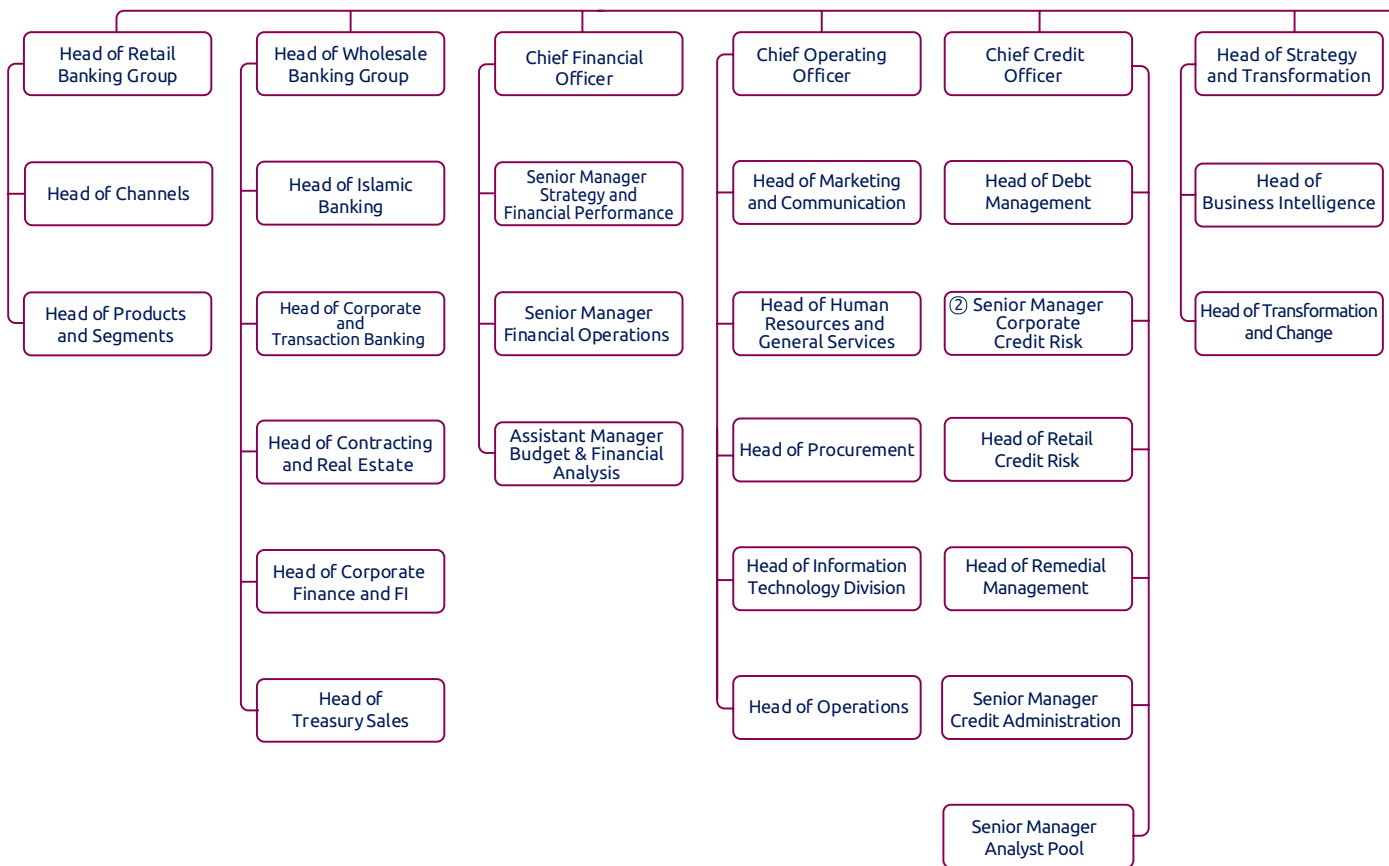 Head of Retail
Banking Group
Head of Channels
Head of Products
and Segments
Head of Wholesale
Banking Group
Head of Islamic
Banking
Head of Corporate
and
Transaction Banking
Head of Contracting
and Real Estate
Head of Corporate
Finance and FI
Head of
Treasury Sales
Chief Financial
Officer
Senior Manager
Strategy and
Financial Performance
Senior Manager
Financial Operations
Assistant Manager
Budget & Financial
Analysis
Chief Operating
Officer
Head of Marketing
and Communication
Head of Human
Resources and
General Services
Head of Procurement
Head of Information
Technology Division
Head of Operations
Chief Credit
Officer
Head of Debt
Management
② Senior Manager
Corporate
Credit Risk
Head of Retail
Credit Risk
Head of Remedial
Management
Senior Manager
Credit Administration
Senior Manager
Analyst Pool
Head of Strategy
and Transformation
Head of
Business Intelligence
Head of Transformation
and Change